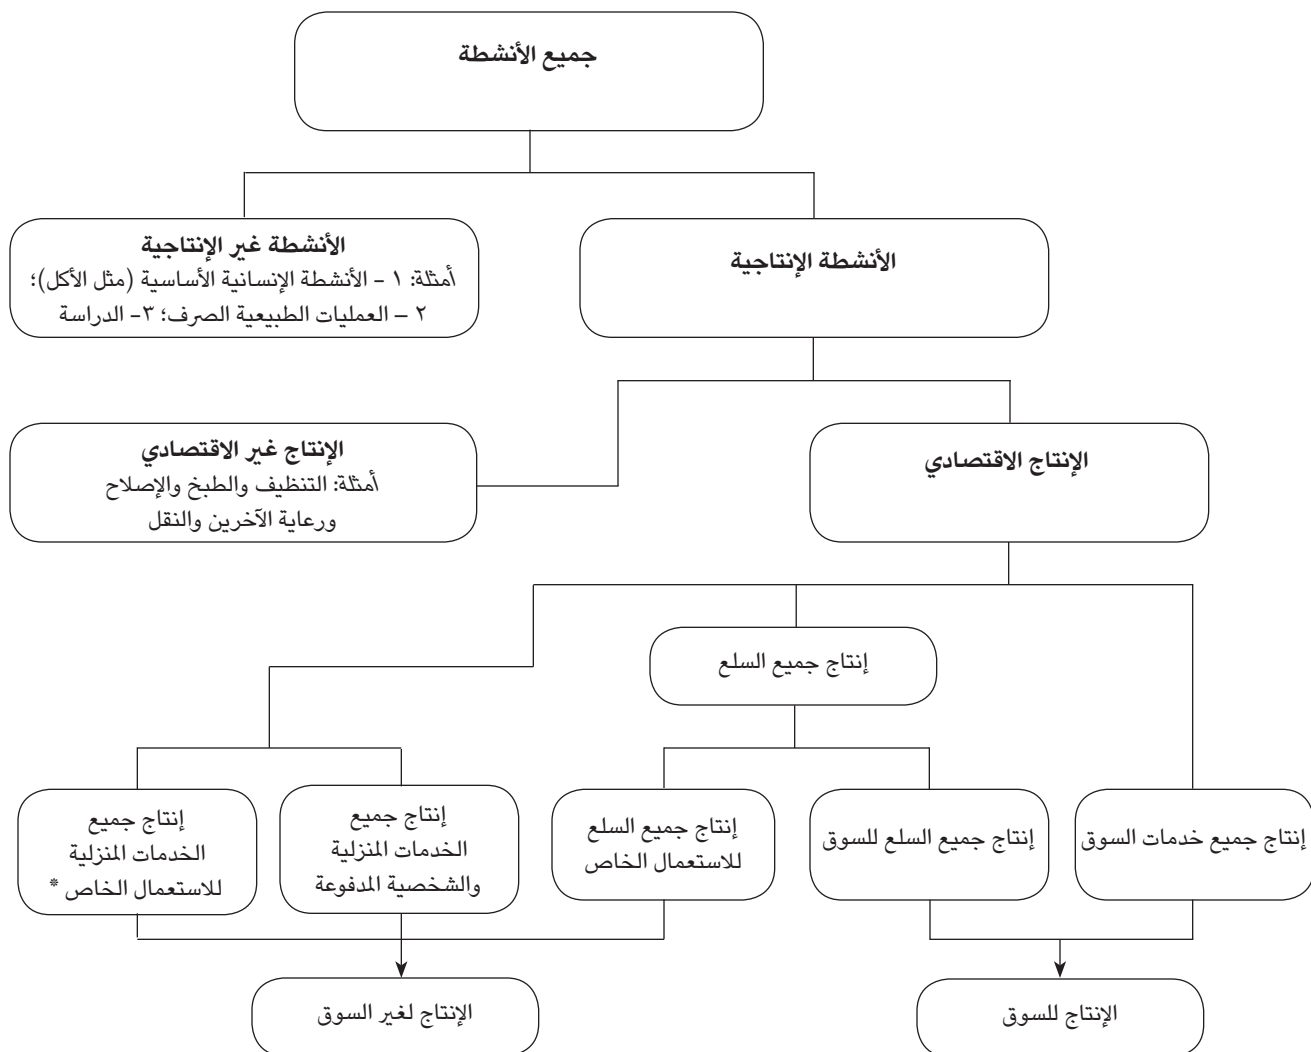 جميع الأنشطة
الأنشطة الإنتاجية
الأنشطة غير الإنتاجية
أمثلة: ١ - الأنشطة الإنسانية الأساسية (مثل الأكل)؛
٢ – العمليات الطبيعية الصرف؛ ٣- الدراسة
الإنتاج الاقتصادي
الإنتاج غير الاقتصادي
أمثلة: التنظيف والطبخ والإصلاح
ورعاية الآخرين والنقل
إنتاج جميع السلع
إنتاج جميع خدمات السوق
إنتاج جميع السلع للسوق
إنتاج جميع السلع
للاستعمال الخاص
إنتاج جميع
الخدمات المنزلية
والشخصية المدفوعة
إنتاج جميع
الخدمات المنزلية
للاستعمال الخاص *
الإنتاج للسوق
الإنتاج لغير السوق